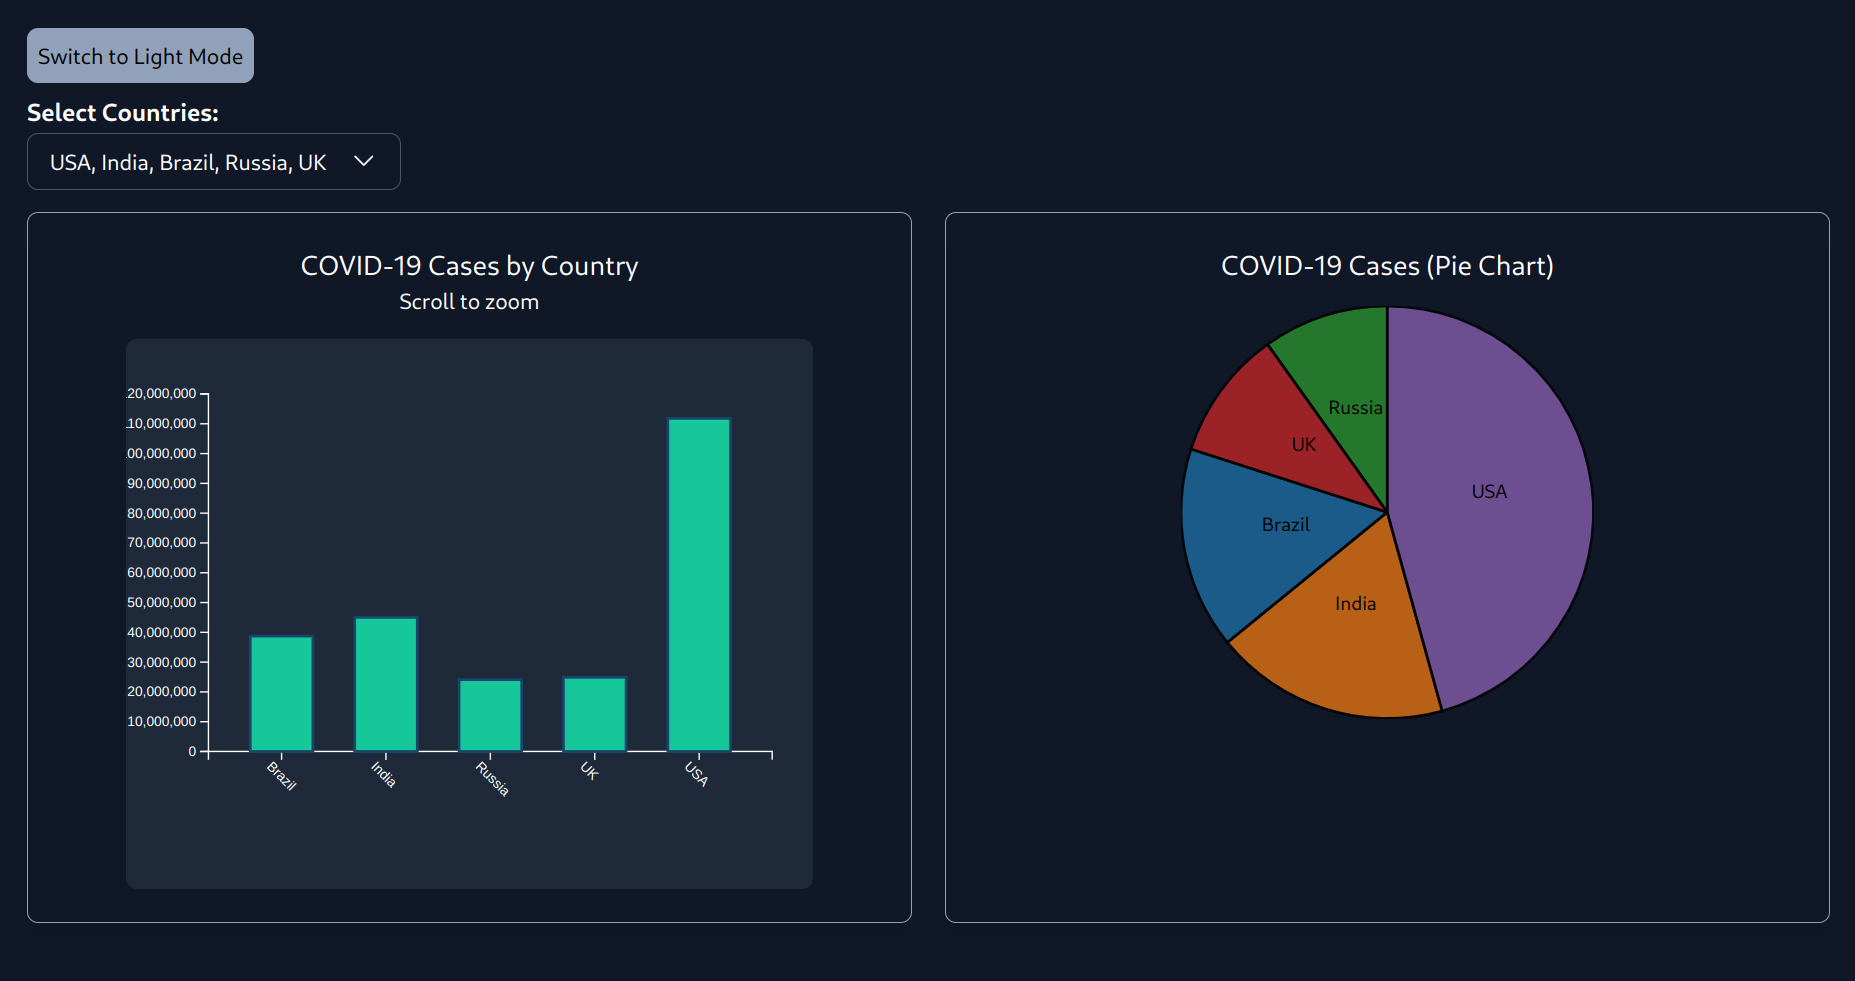 Switch to Light Mode
Select Countries:
USA, India, Brazil, Russia, UK
COVID-19 Cases by Country
Scroll to zoom
20,000,000
10,000,000
00,000,000
90,000,000
80,000,000
70,000,000
60,000,000
50,000,000
40,000,000
30,000,000
20,000,000
10,000,000
0
Brazil
India
Russia
UK
USA
COVID-19 Cases (Pie Chart)
Russia
UK
USA
Brazil
India